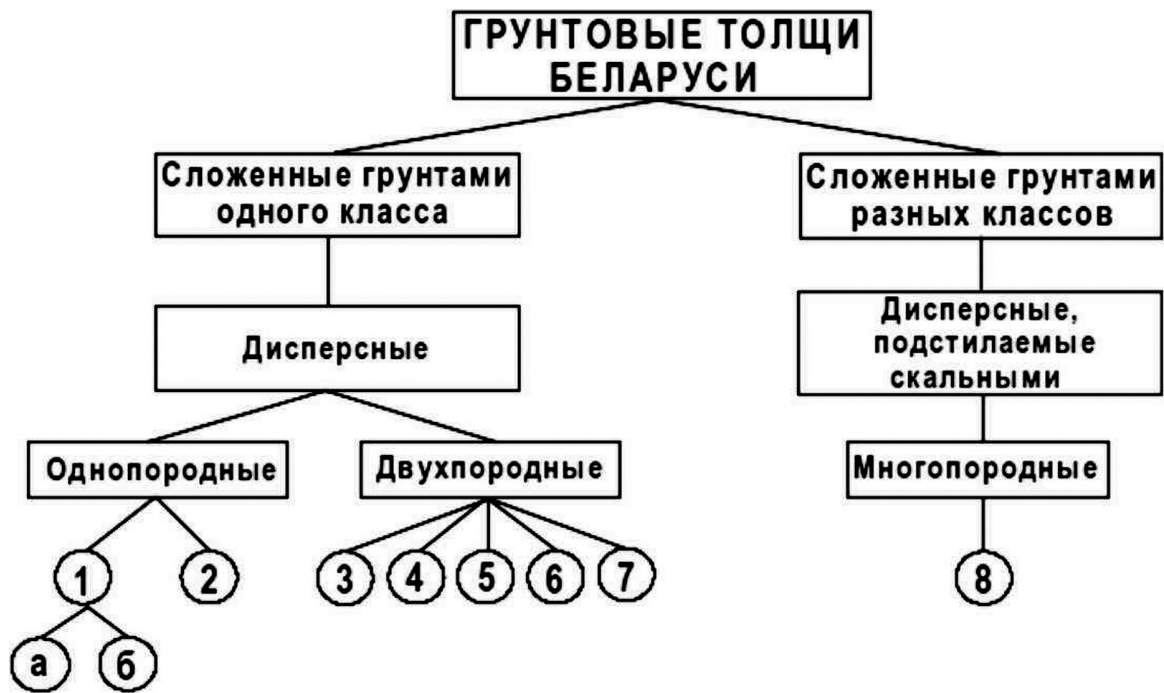 ГРУНТОВЫЕ ТОЛЩИ
БЕЛАРУСИ
Сложенные грунтами
одного класса
Сложенные грунтами
разных классов
Дисперсные
Дисперсные,
подстилаемые
скальными
Однопородные
Двухпородные
Многопородные
1
2
3
4
5
6
7
8
а
б